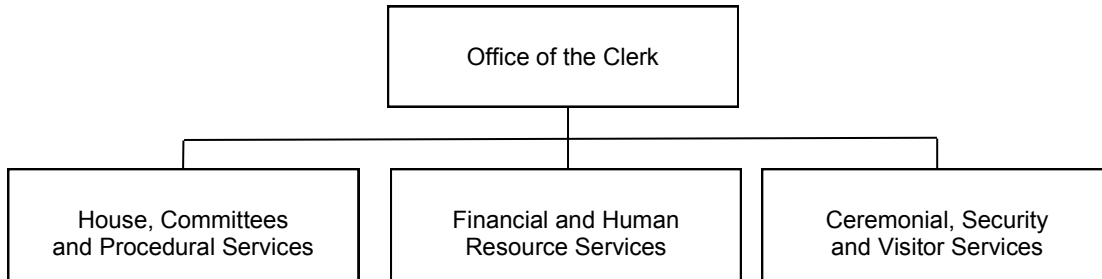 Office of the Clerk
House, Committees
and Procedural Services
Financial and Human
Resource Services
Ceremonial, Security
and Visitor Services